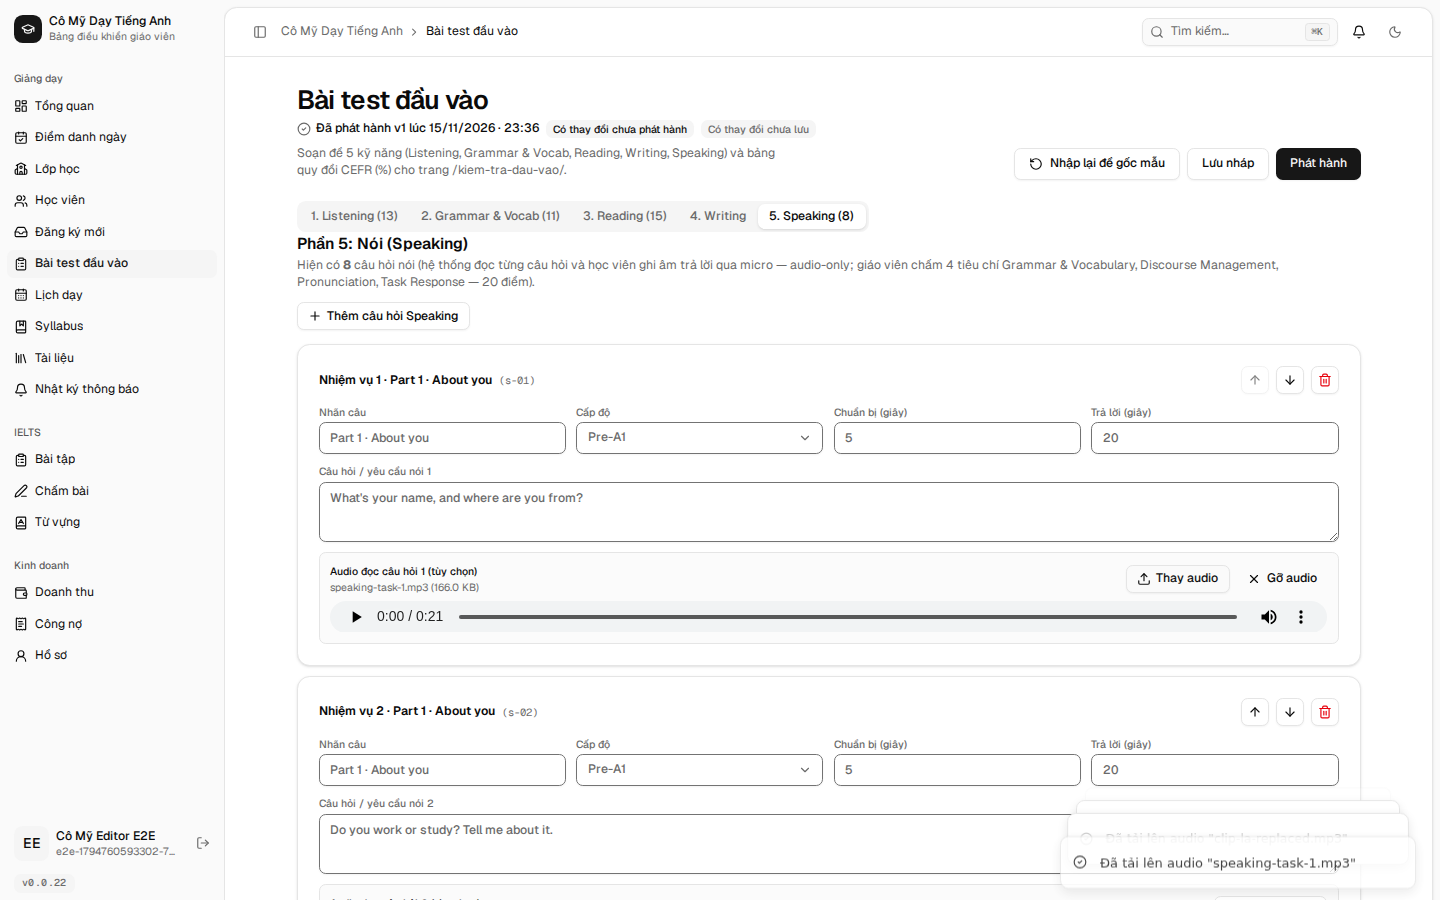 Cô Mỹ Dạy Tiếng Anh
Bảng điều khiển giáo viên
Giảng dạy
Tổng quan
Điểm danh ngày
Lớp học
Học viên
Đăng ký mới
Bài test đầu vào
Lịch dạy
Syllabus
Tài liệu
Nhật ký thông báo
IELTS
Bài tập
Chấm bài
Từ vựng
Kinh doanh
Doanh thu
Công nợ
Hồ sơ
EE
Cô Mỹ Editor E2E
e2e-1794760593302-7...
v0.0.22
Cô Mỹ Dạy Tiếng Anh > Bài test đầu vào
Tìm kiếm... ⌘K
Bài test đầu vào
Đã phát hành v1 lúc 15/11/2026 · 23:36 Có thay đổi chưa phát hành Có thay đổi chưa lưu
Soạn đề 5 kỹ năng (Listening, Grammar & Vocab, Reading, Writing, Speaking) và bảng
quy đổi CEFR (%) cho trang /kiem-tra-dau-vao/.
Nhập lại đề gốc mẫu Lưu nháp Phát hành
1. Listening (13) 2. Grammar & Vocab (11) 3. Reading (15) 4. Writing 5. Speaking (8)
Phần 5: Nói (Speaking)
Hiện có 8 câu hỏi nói (hệ thống đọc từng câu hỏi và học viên ghi âm trả lời qua micro — audio-only; giáo viên chấm 4 tiêu chí Grammar & Vocabulary, Discourse Management,
Pronunciation, Task Response — 20 điểm).
Thêm câu hỏi Speaking
Nhiệm vụ 1 · Part 1 · About you (s-01)
Nhãn câu Cấp độ Chuẩn bị (giây) Trả lời (giây)
Part 1 · About you Pre-A1 5 20
Câu hỏi / yêu cầu nói 1
What's your name, and where are you from?
Audio đọc câu hỏi 1 (tùy chọn)
speaking-task-1.mp3 (166.0 KB)
Thay audio Gỡ audio
0:00 / 0:21
Nhiệm vụ 2 · Part 1 · About you (s-02)
Nhãn câu Cấp độ Chuẩn bị (giây) Trả lời (giây)
Part 1 · About you Pre-A1 5 20
Câu hỏi / yêu cầu nói 2
Do you work or study? Tell me about it.
Đã tải lên audio "clip-la-replaced.mp3"
Đã tải lên audio "speaking-task-1.mp3"